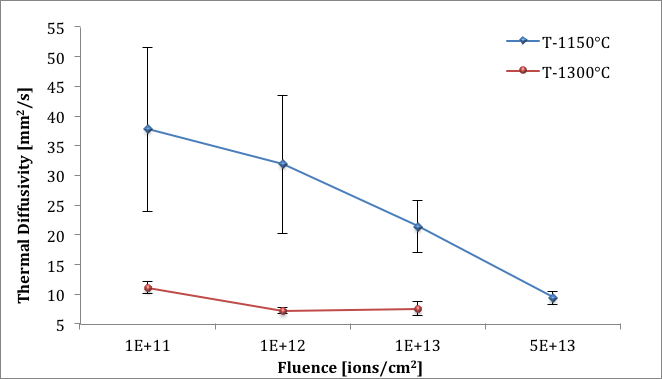 55
50
45
40
35
30
25
20
15
10
5
Thermal Diffusivity [mm²/s]
T-1150°C
T-1300°C
1E+11 1E+12 1E+13 5E+13
Fluence [ions/cm²]